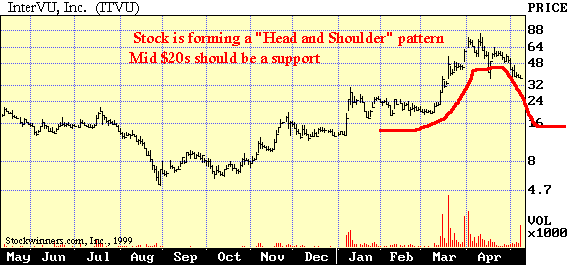 InterVU, Inc. (ITVU) PRICE
Stock is forming a "Head and Shoulder" pattern
Mid $20s should be a support
88
64
48
32
24
16
8
4.7
VOL
x1000
Stockwinners.com, Inc., 1999
May Jun Jul Aug Sep Oct Nov Dec Jan Feb Mar Apr